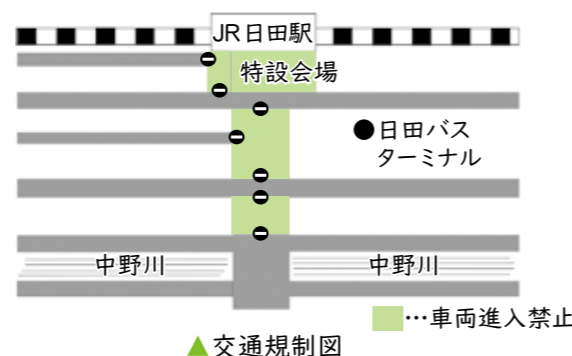 JR日田駅
特設会場
●日田バス
ターミナル
中野川
中野川
…車両進入禁止
▲交通規制図